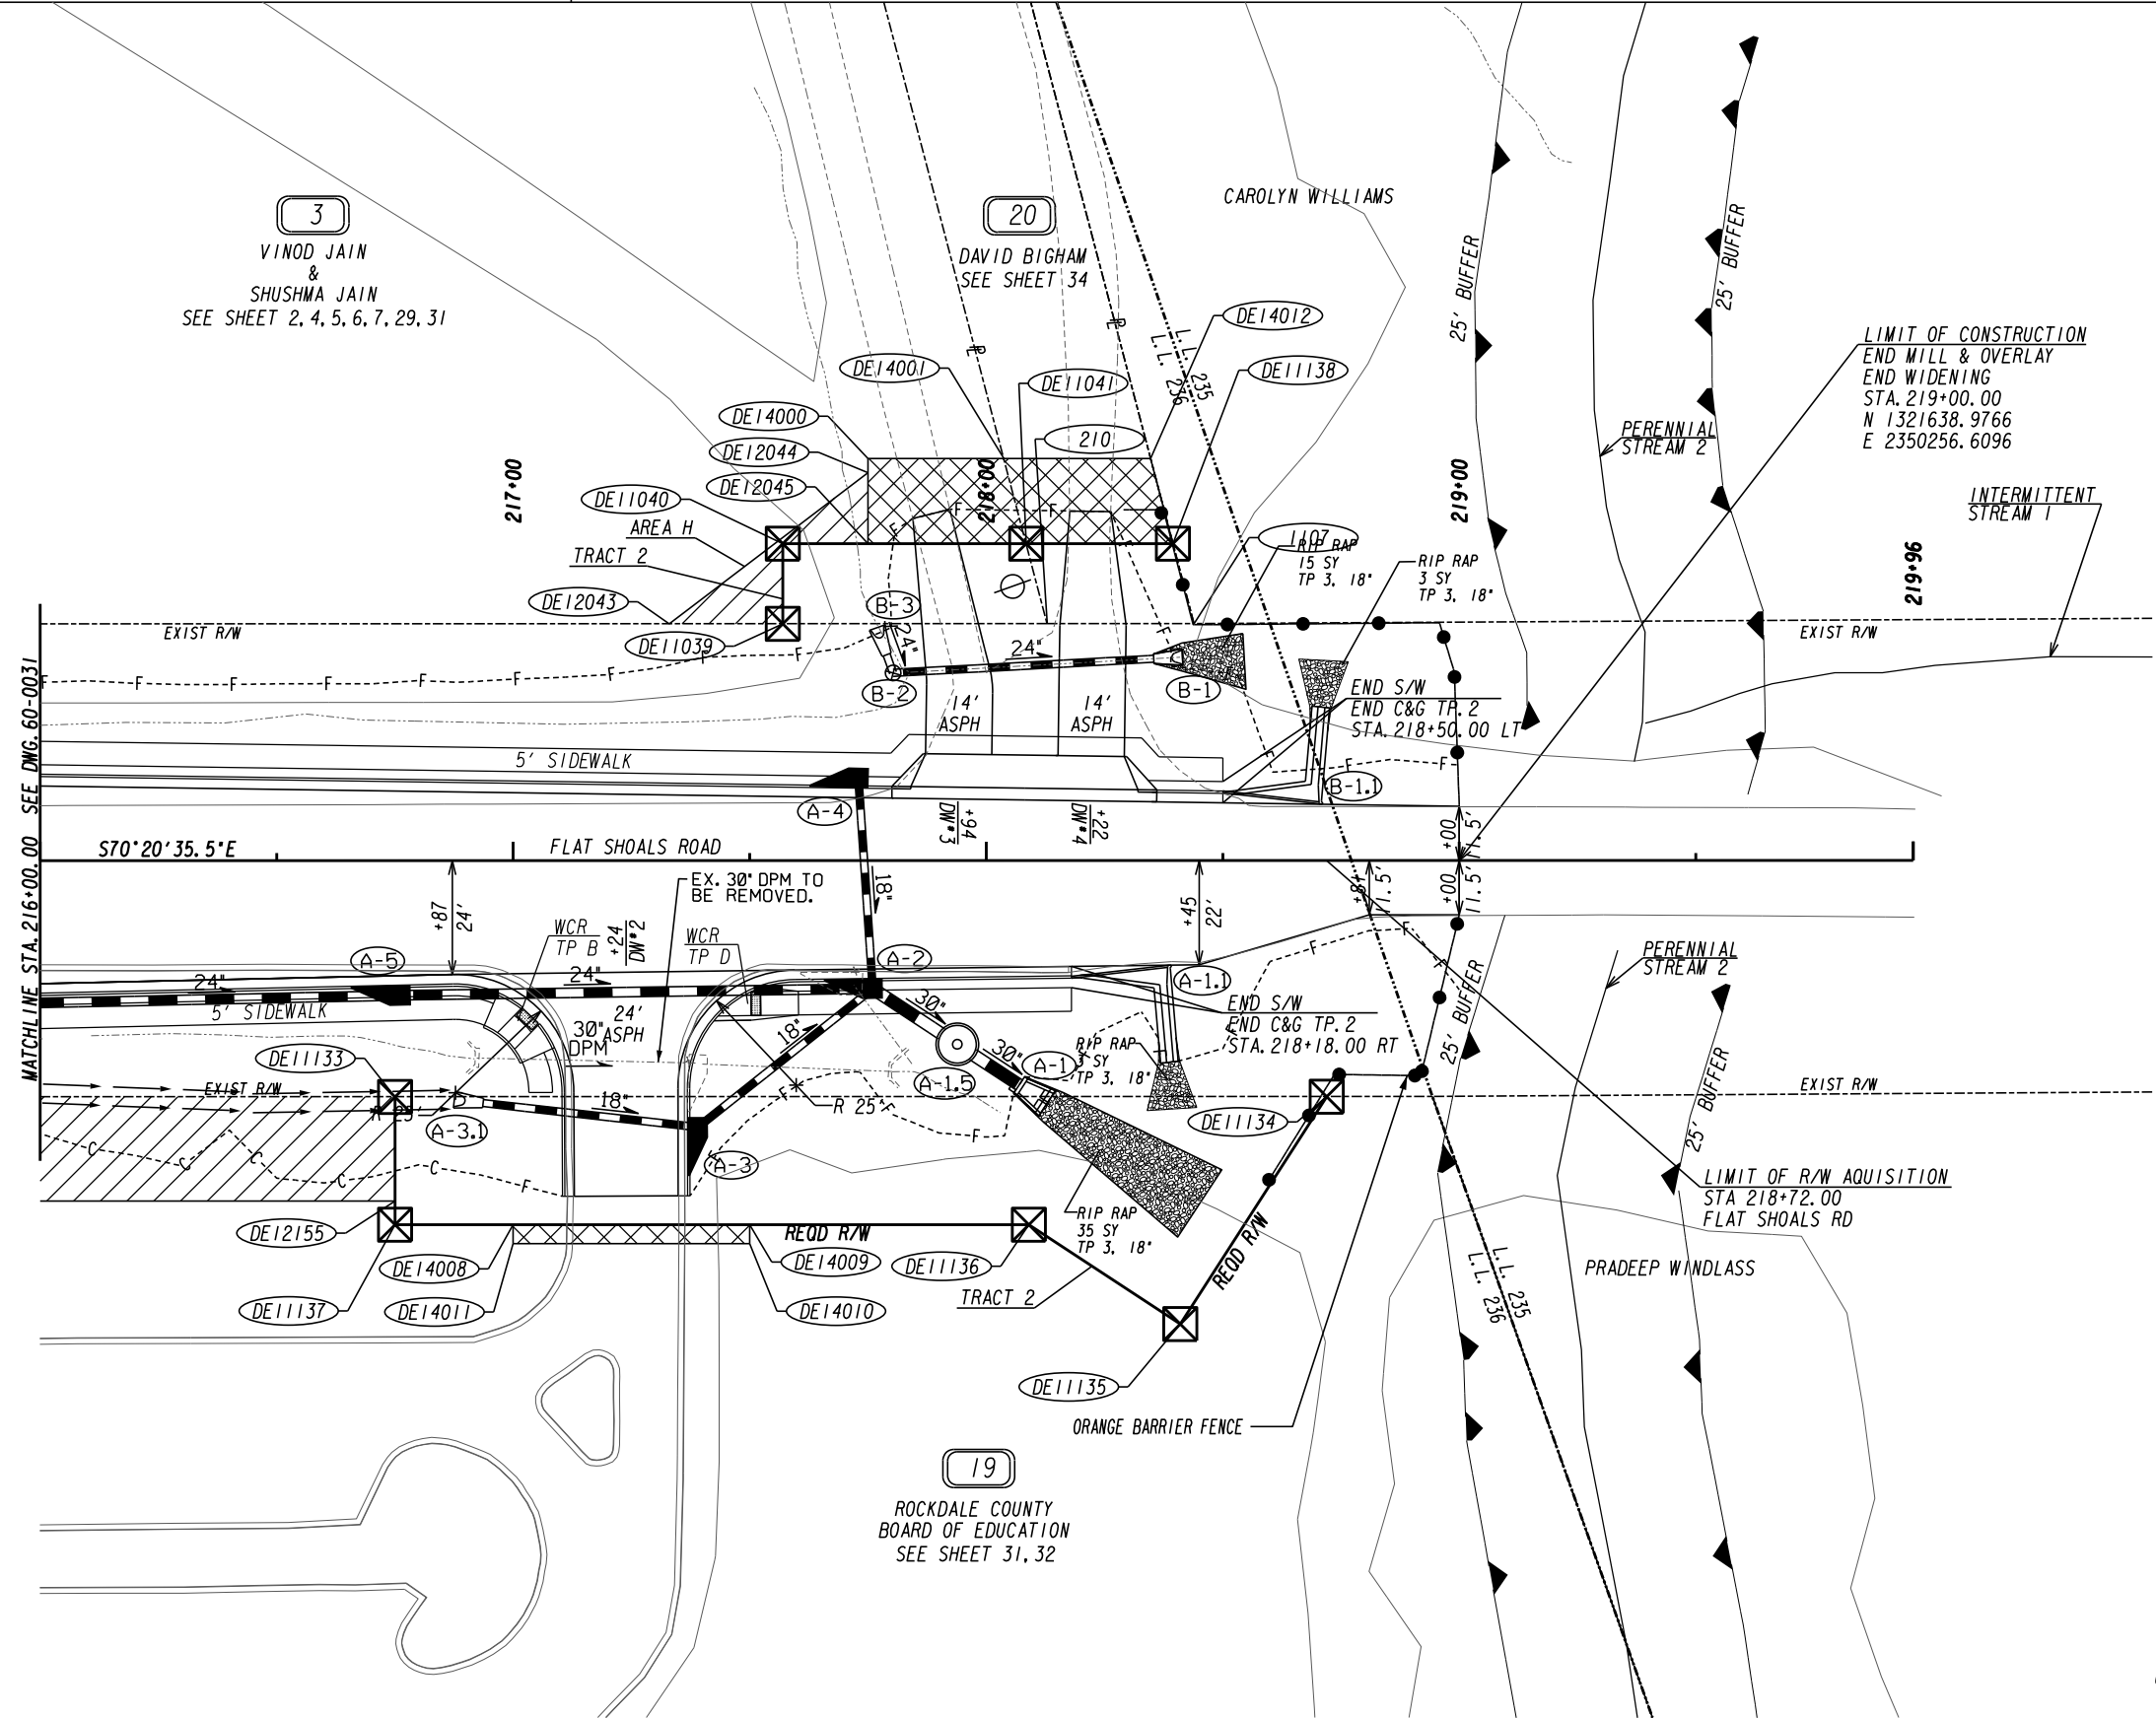 3
VINOD JAIN
&
SHUSHMA JAIN
SEE SHEET 2, 4, 5, 6, 7, 29, 31
20
DAVID BIGHAM
SEE SHEET 34
CAROLYN WILLIAMS
25' BUFFER
25' BUFFER
LIMIT OF CONSTRUCTION
END MILL & OVERLAY
END WIDENING
STA. 219+00.00
N 1321638.9766
E 2350256.6096
PERENNIAL
STREAM 2
INTERMITTENT
STREAM 1
DE14012
DE11138
DE14001
DE11041
DE14000
210
DE12044
DE12045
DE11040
AREA H
TRACT 2
DE12043
DE11039
L.L. 235
L.L. 236
217+00
218+00
219+00
219+96
1107
RIP RAP
15 SY
TP 3, 18"
RIP RAP
3 SY
TP 3, 18"
EXIST R/W
EXIST R/W
B-3
24"
24"
B-2
B-1
14'
ASPH
14'
ASPH
END S/W
END C&G TP.2
STA. 218+50.00 LT
B-1.1
5' SIDEWALK
A-4
+94
DW#3
+22
DW#4
MATCHLINE STA. 216+00.00 SEE DWG. 60-0031
S70°20'35.5"E
FLAT SHOALS ROAD
EX. 30" DPM TO
BE REMOVED.
18"
+87
24'
+45
22'
+87
11.5'
+00
11.5'
+00
11.5'
WCR
TP B
+24
DW#2
WCR
TP D
A-5
24"
24"
A-2
A-1.1
5' SIDEWALK
24'
ASPH
30"
DPM
30"
18"
30"
END S/W
END C&G TP.2
STA. 218+18.00 RT
PERENNIAL
STREAM 2
25' BUFFER
25' BUFFER
DE11133
EXIST R/W
R 25'
A-3.1
18"
A-3
R 25'
A-1.5
A-1
RIP RAP
3 SY
TP 3, 18"
DE11134
EXIST R/W
LIMIT OF R/W AQUISITION
STA 218+72.00
FLAT SHOALS RD
PRADEEP WINDLASS
L.L. 235
L.L. 236
RIP RAP
35 SY
TP 3, 18"
REQD R/W
REQD R/W
DE12155
DE14008
DE14009
DE11136
DE11137
DE14011
DE14010
TRACT 2
DE11135
ORANGE BARRIER FENCE
19
ROCKDALE COUNTY
BOARD OF EDUCATION
SEE SHEET 31, 32